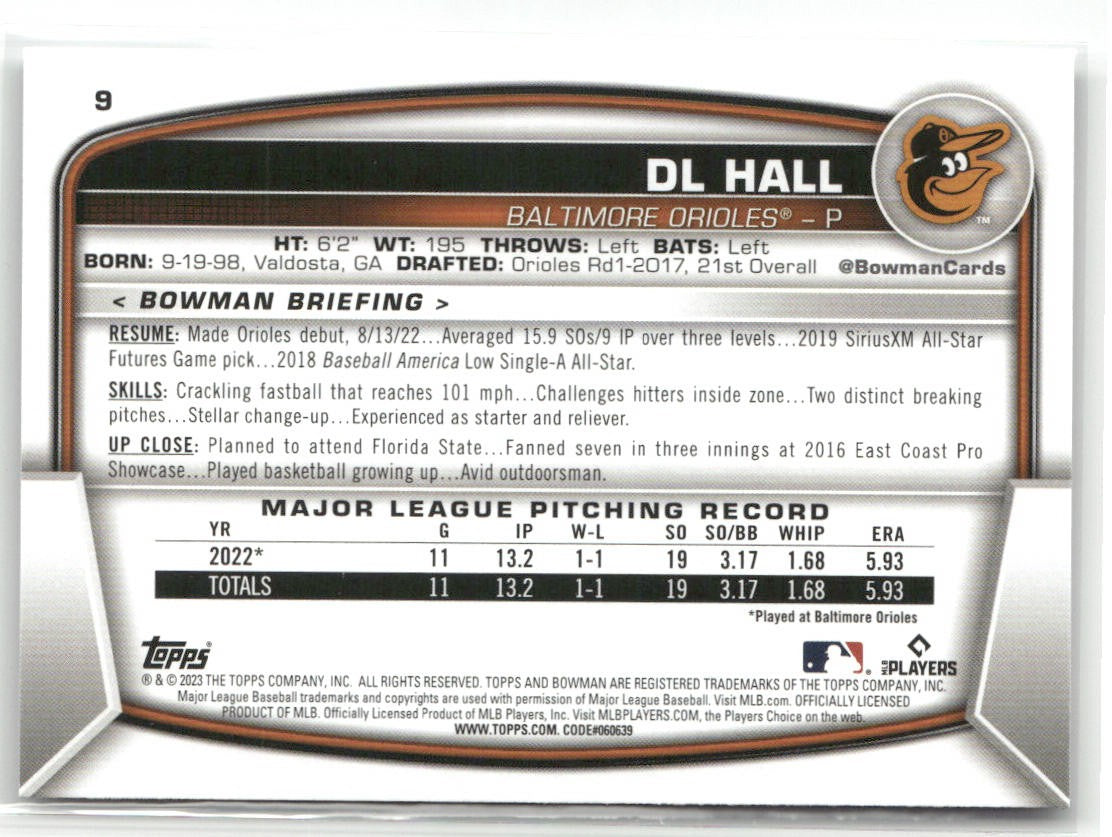 9
DL HALL
BALTIMORE ORIOLES® – P
TM
HT: 6'2" WT: 195 THROWS: Left BATS: Left
BORN: 9-19-98, Valdosta, GA DRAFTED: Orioles Rd1-2017, 21st Overall @BowmanCards
< BOWMAN BRIEFING >
RESUME: Made Orioles debut, 8/13/22...Averaged 15.9 SOs/9 IP over three levels...2019 SiriusXM All-Star
Futures Game pick...2018 Baseball America Low Single-A All-Star.
SKILLS: Crackling fastball that reaches 101 mph...Challenges hitters inside zone...Two distinct breaking
pitches...Stellar change-up...Experienced as starter and reliever.
UP CLOSE: Planned to attend Florida State...Fanned seven in three innings at 2016 East Coast Pro
Showcase...Played basketball growing up...Avid outdoorsman.
MAJOR LEAGUE PITCHING RECORD
YR G IP W-L SO SO/BB WHIP ERA
2022* 11 13.2 1-1 19 3.17 1.68 5.93
TOTALS 11 13.2 1-1 19 3.17 1.68 5.93
*Played at Baltimore Orioles
Topps® ® MLB PLAYERS
® & © 2023 THE TOPPS COMPANY, INC. ALL RIGHTS RESERVED. TOPPS AND BOWMAN ARE REGISTERED TRADEMARKS OF THE TOPPS COMPANY, INC.
Major League Baseball trademarks and copyrights are used with permission of Major League Baseball. Visit MLB.com. OFFICIALLY LICENSED
PRODUCT OF MLB. Officially Licensed Product of MLB Players, Inc. Visit MLBPLAYERS.COM, the Players Choice on the web.
WWW.TOPPS.COM. CODE#060639